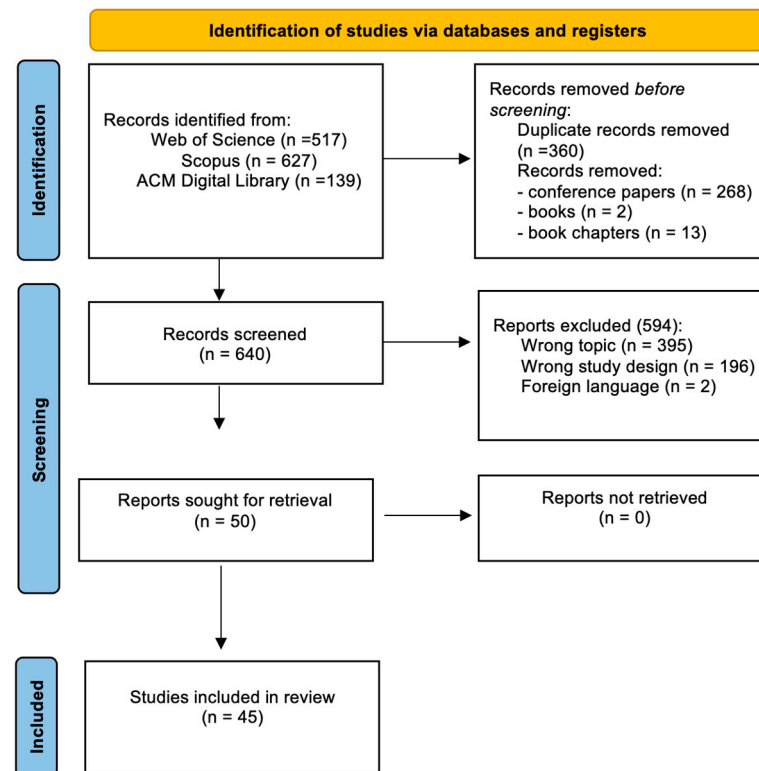 Identification of studies via databases and registers
Identification
Records identified from:
Web of Science (n =517)
Scopus = 627)
ACM Digital Library (n =139)
Records removed before
screening:
Duplicate records removed
(n =360)
Records removed:
- conference papers (n = 268)
- books (n = 2)
- book chapters (n = 13)
Screening
Records screened
(n = 640)
Reports excluded (594):
Wrong topic (n = 395)
Wrong study design (n = 196)
Foreign language (n = 2)
Reports sought for retrieval
(n = 50)
Reports not retrieved
(n = 0)
Included
Studies included in review
(n = 45)